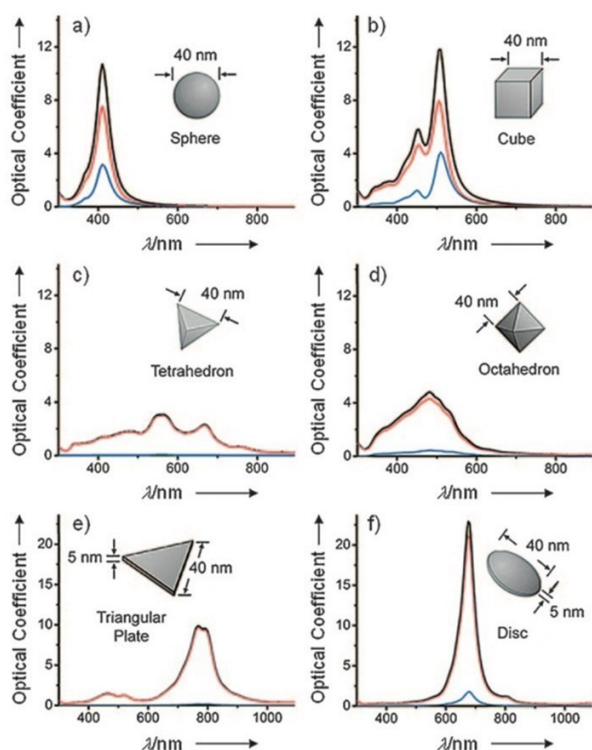 a)
Optical Coefficient
12
8
4
0
40 nm
Sphere
400 600 800
λ/nm
b)
Optical Coefficient
12
8
4
0
40 nm
Cube
400 600 800
λ/nm
c)
Optical Coefficient
12
8
4
0
40 nm
Tetrahedron
400 600 800
λ/nm
d)
Optical Coefficient
12
8
4
0
40 nm
Octahedron
400 600 800
λ/nm
e)
Optical Coefficient
20
15
10
5
0
5 nm
40 nm
Triangular
Plate
400 600 800 1000
λ/nm
f)
Optical Coefficient
20
15
10
5
0
40 nm
5 nm
Disc
400 600 800 1000
λ/nm